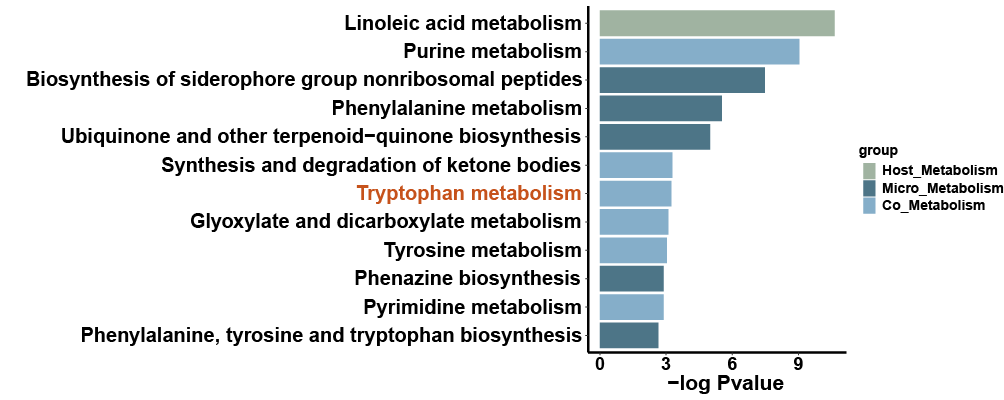 Linoleic acid metabolism
Purine metabolism
Biosynthesis of siderophore group nonribosomal peptides
Phenylalanine metabolism
Ubiquinone and other terpenoid−quinone biosynthesis
Synthesis and degradation of ketone bodies
Tryptophan metabolism
Glyoxylate and dicarboxylate metabolism
Tyrosine metabolism
Phenazine biosynthesis
Pyrimidine metabolism
Phenylalanine, tyrosine and tryptophan biosynthesis
0 3 6 9
−log Pvalue
group
Host_Metabolism
Micro_Metabolism
Co_Metabolism